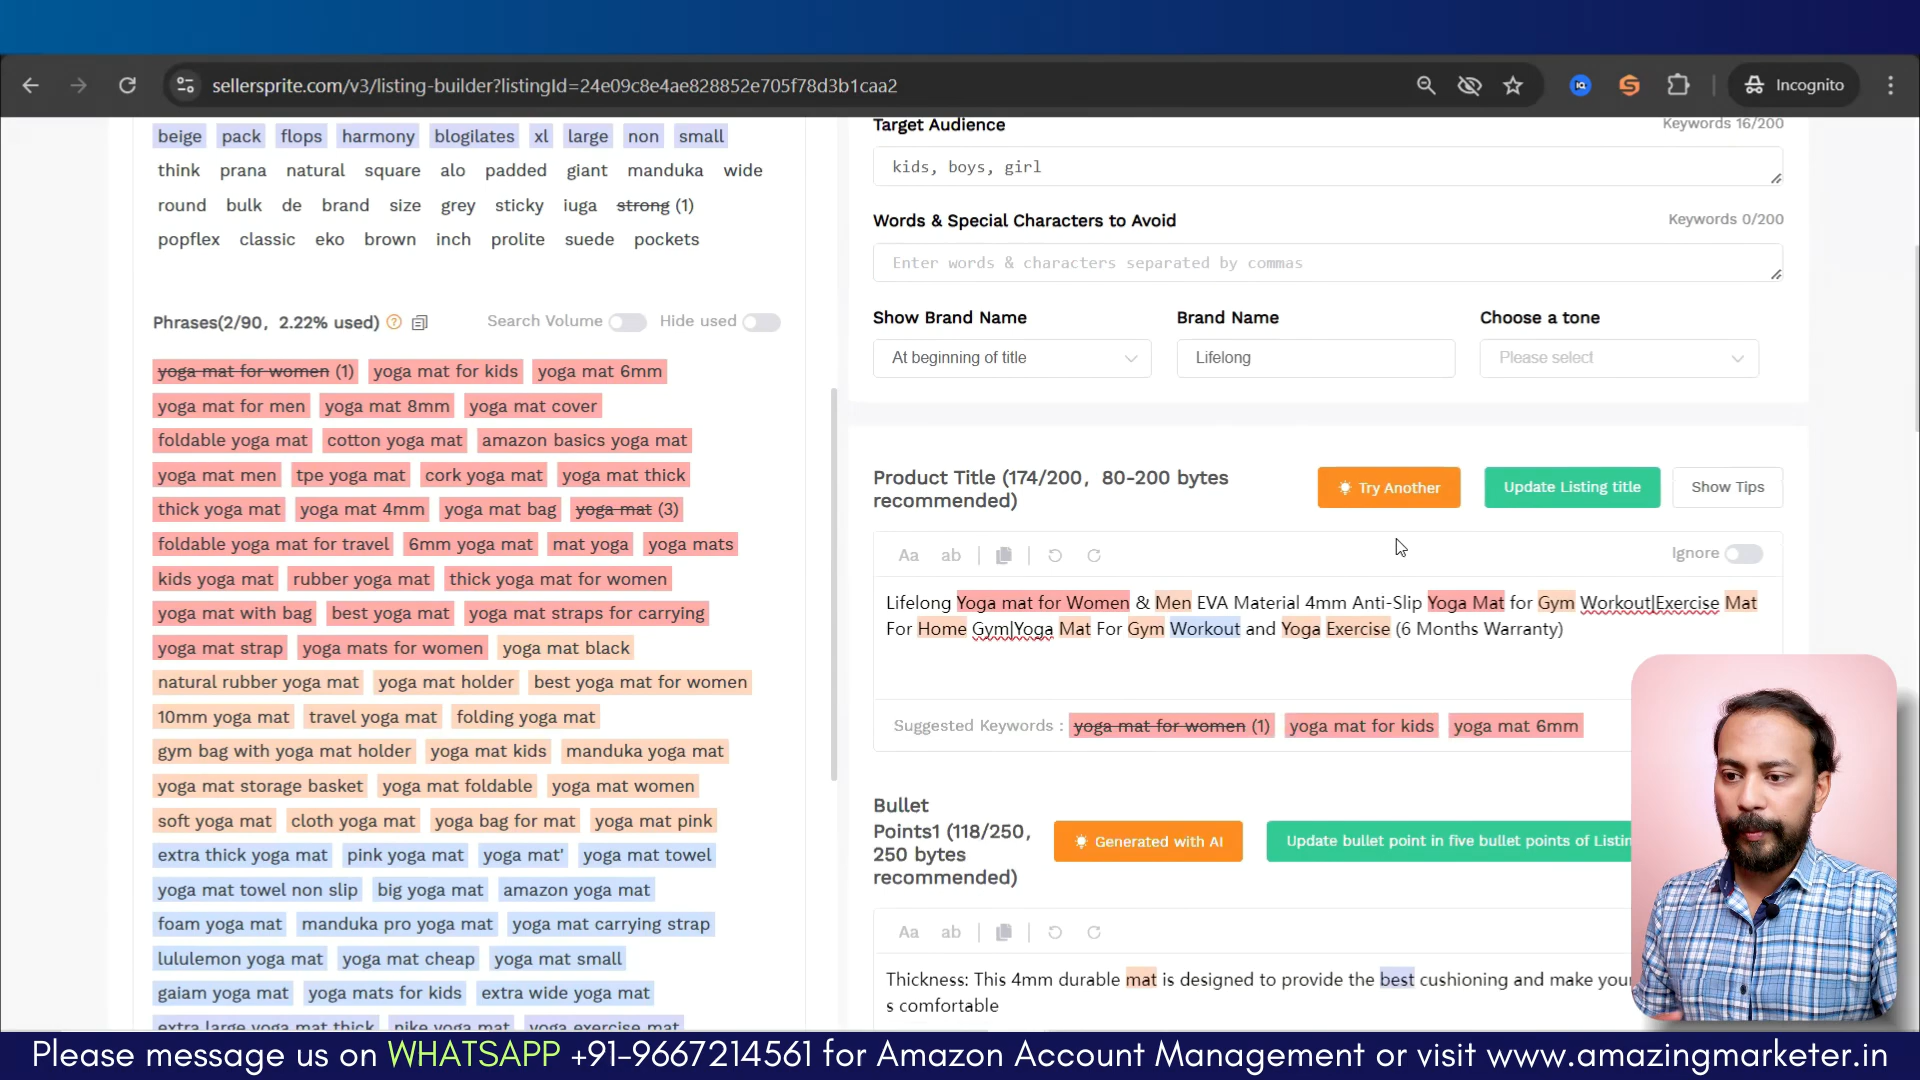 sellersprite.com/v3/listing-builder?listingId=24e09c8e4ae828852e705f78d3b1caa2
Incognito
beige pack flops harmony blogilates xl large non small
think prana natural square alo padded giant manduka wide
round bulk de brand size grey sticky iuga strong (1)
popflex classic eko brown inch prolite suede pockets
Phrases(2/90, 2.22% used) ? Search Volume Hide used
yoga mat for women (1) yoga mat for kids yoga mat 6mm
yoga mat for men yoga mat 8mm yoga mat cover
foldable yoga mat cotton yoga mat amazon basics yoga mat
yoga mat men tpe yoga mat cork yoga mat yoga mat thick
thick yoga mat yoga mat 4mm yoga mat bag yoga mat (3)
foldable yoga mat for travel 6mm yoga mat mat yoga yoga mats
kids yoga mat rubber yoga mat thick yoga mat for women
yoga mat with bag best yoga mat yoga mat straps for carrying
yoga mat strap yoga mats for women yoga mat black
natural rubber yoga mat yoga mat holder best yoga mat for women
10mm yoga mat travel yoga mat folding yoga mat
gym bag with yoga mat holder yoga mat kids manduka yoga mat
yoga mat storage basket yoga mat foldable yoga mat women
soft yoga mat cloth yoga mat yoga bag for mat yoga mat pink
extra thick yoga mat pink yoga mat yoga mat' yoga mat towel
yoga mat towel non slip big yoga mat amazon yoga mat
foam yoga mat manduka pro yoga mat yoga mat carrying strap
lululemon yoga mat yoga mat cheap yoga mat small
gaiam yoga mat yoga mats for kids extra wide yoga mat
extra large yoga mat thick nike yoga mat yoga exercise mat
Target Audience Keywords 16/200
kids, boys, girl
Words & Special Characters to Avoid Keywords 0/200
Enter words & characters separated by commas
Show Brand Name Brand Name Choose a tone
At beginning of title Lifelong Please select
Product Title (174/200, 80-200 bytes
recommended)
Try Another Update Listing title Show Tips
Aa ab Ignore
Lifelong Yoga mat for Women & Men EVA Material 4mm Anti-Slip Yoga Mat for Gym Workout|Exercise Mat
For Home Gym|Yoga Mat For Gym Workout and Yoga Exercise (6 Months Warranty)
Suggested Keywords : yoga mat for women (1) yoga mat for kids yoga mat 6mm
Bullet
Points1 (118/250,
250 bytes
recommended)
Generated with AI Update bullet point in five bullet points of Listin
Aa ab
Thickness: This 4mm durable mat is designed to provide the best cushioning and make your
s comfortable
Please message us on WHATSAPP +91-9667214561 for Amazon Account Management or visit www.amazingmarketer.in